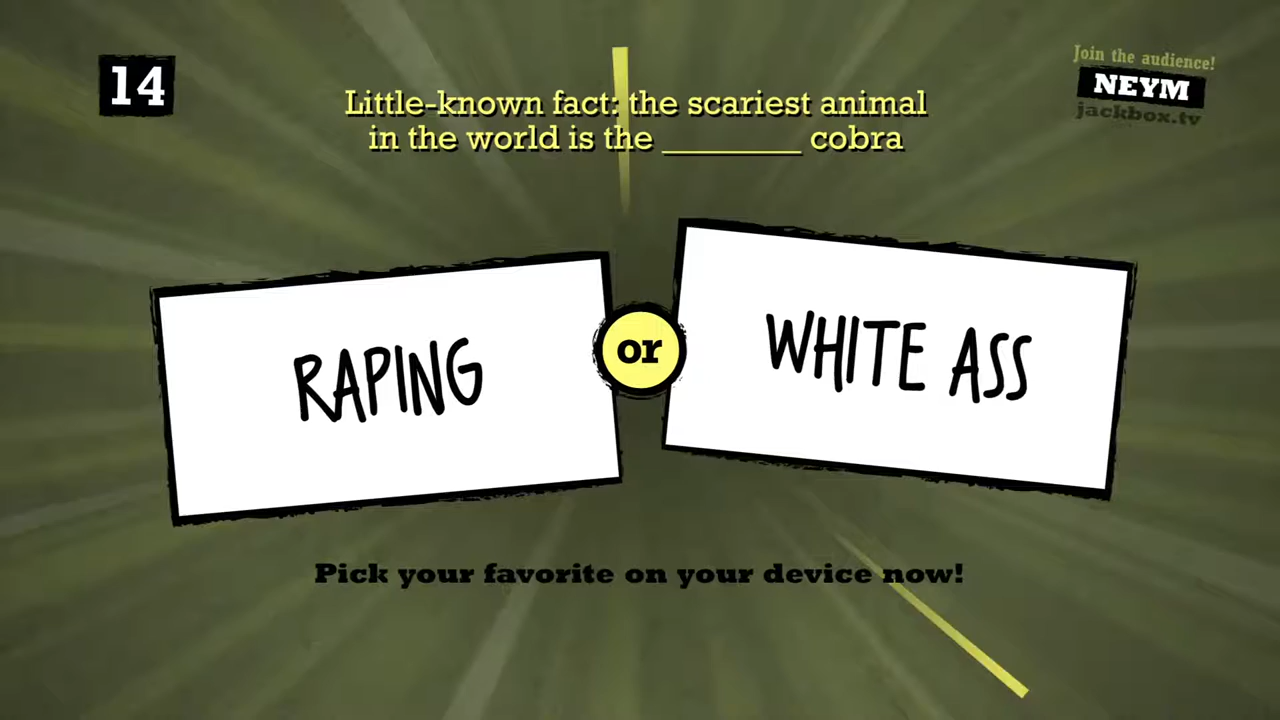 14
Join the audience!
NEYM
jackbox.tv
Little-known fact: the scariest animal
in the world is the ________ cobra
RAPING
or
WHITE ASS
Pick your favorite on your device now!